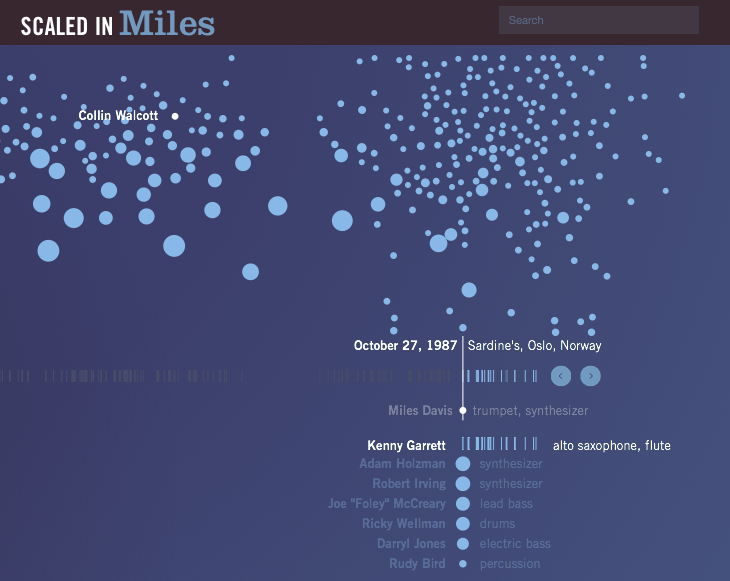 SCALED IN Miles
Search
Collin Walcott
October 27, 1987 Sardine's, Oslo, Norway
Miles Davis trumpet, synthesizer
Kenny Garrett alto saxophone, flute
Adam Holzman synthesizer
Robert Irving synthesizer
Joe "Foley" McCreary lead bass
Ricky Wellman drums
Darryl Jones electric bass
Rudy Bird percussion